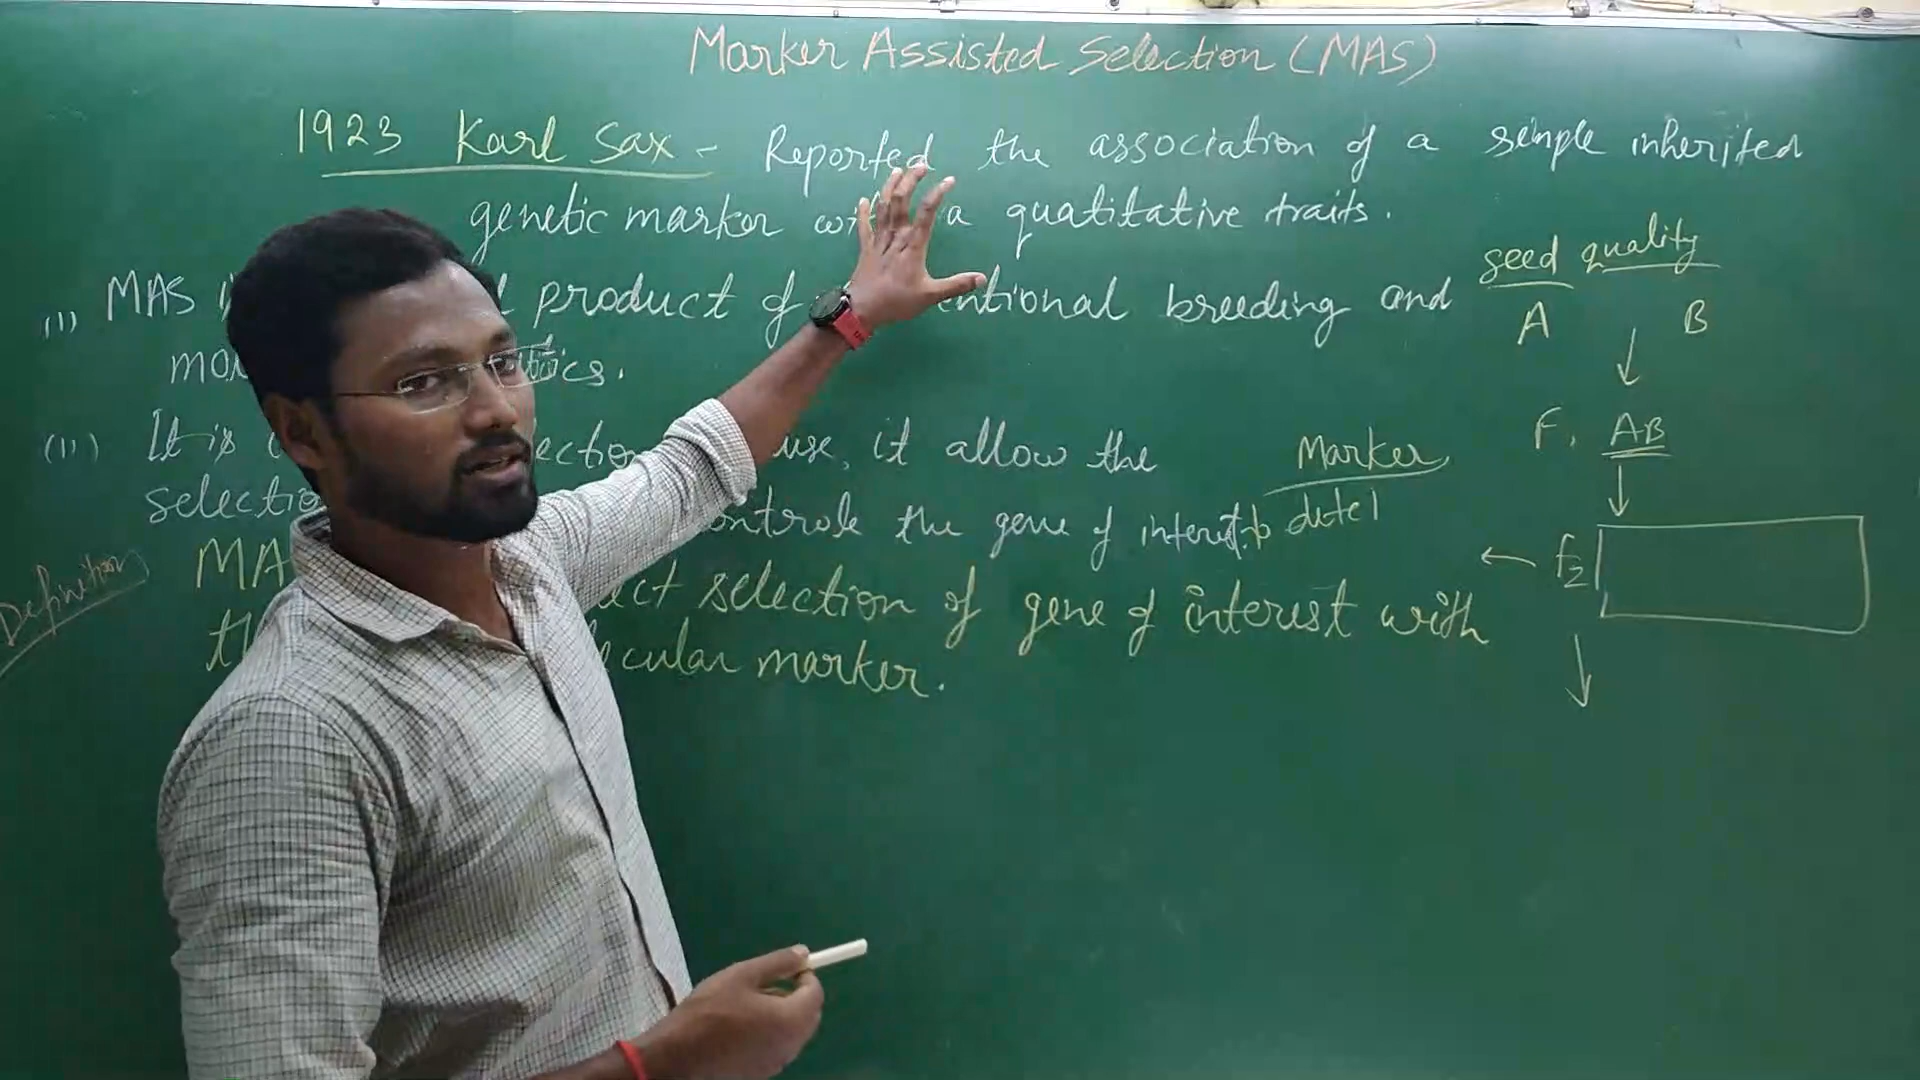 Marker Assisted Selection (MAS)
1923 Karl Sax - Reported the association of a simple inherited
genetic marker a quatitative traits.
seed quality
(I) MAS product of breeding and
A B
(II) It is it allow the
Marker
F1 AB
selectio the gene of interest to detel
Definition
MA selection of gene of interest with
F2
marker.